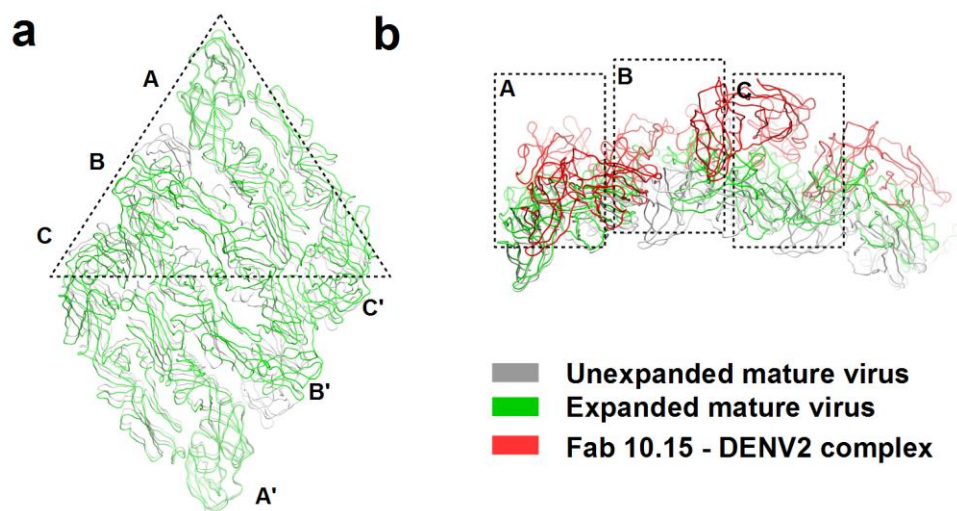 a
A
B
C
C'
B'
A'
b
A
B
C
Unexpanded mature virus
Expanded mature virus
Fab 10.15 - DENV2 complex